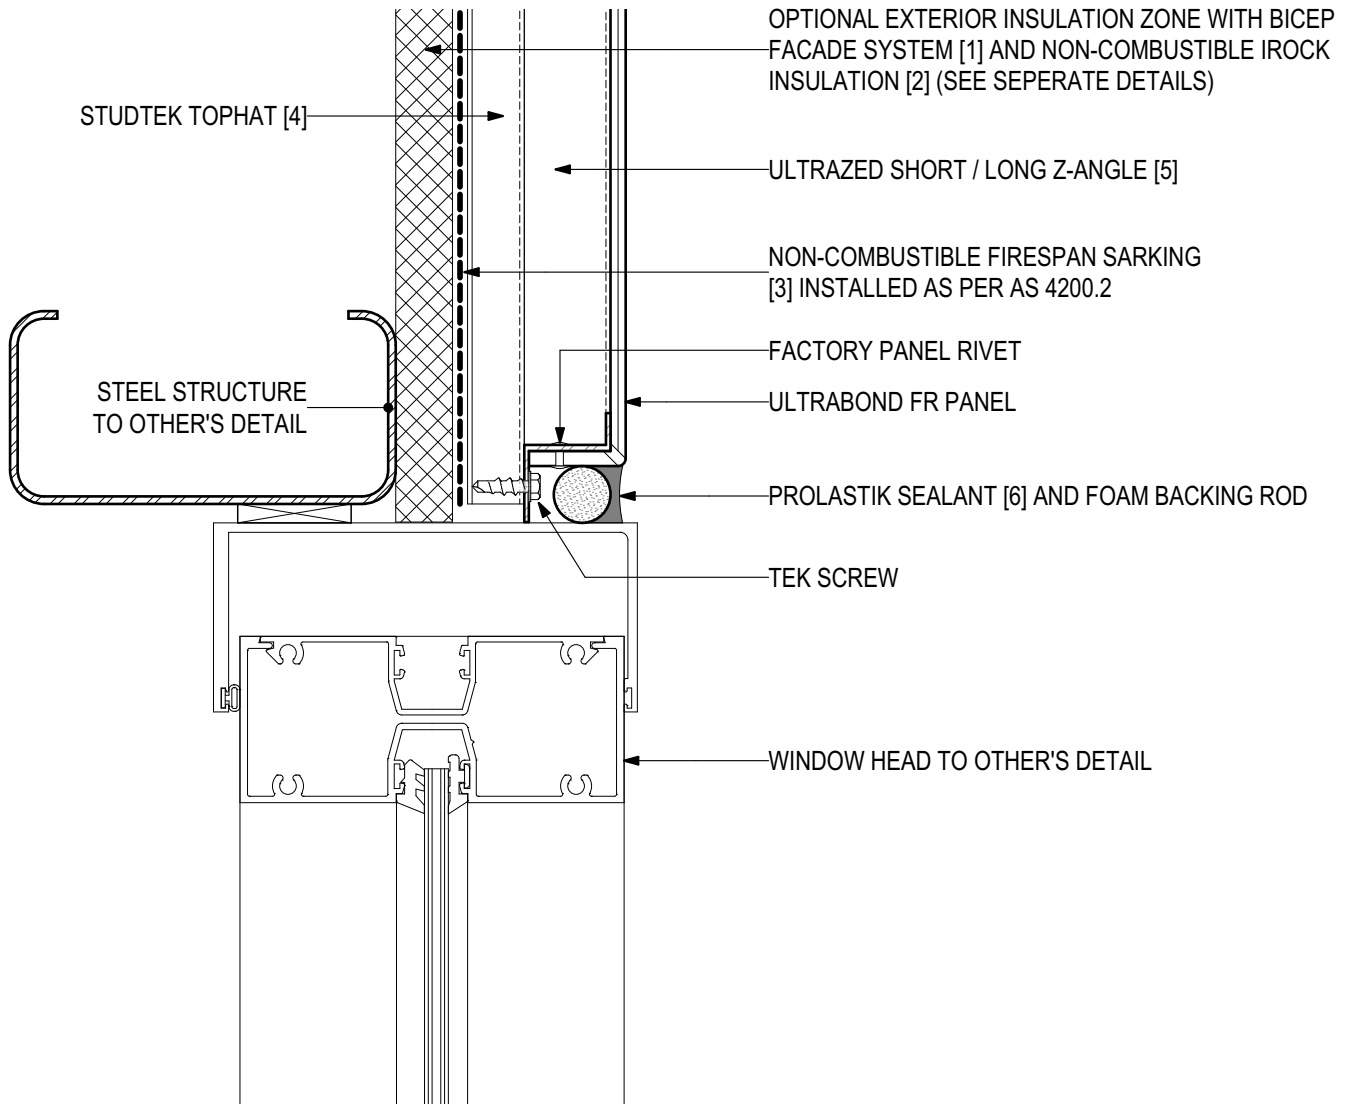 OPTIONAL EXTERIOR INSULATION ZONE WITH BICEP
FACADE SYSTEM [1] AND NON-COMBUSTIBLE IROCK
INSULATION [2] (SEE SEPERATE DETAILS)
STUDTEK TOPHAT [4]
ULTRAZED SHORT / LONG Z-ANGLE [5]
NON-COMBUSTIBLE FIRESPAN SARKING
[3] INSTALLED AS PER AS 4200.2
FACTORY PANEL RIVET
STEEL STRUCTURE
TO OTHER'S DETAIL
ULTRABOND FR PANEL
PROLASTIK SEALANT [6] AND FOAM BACKING ROD
TEK SCREW
WINDOW HEAD TO OTHER'S DETAIL